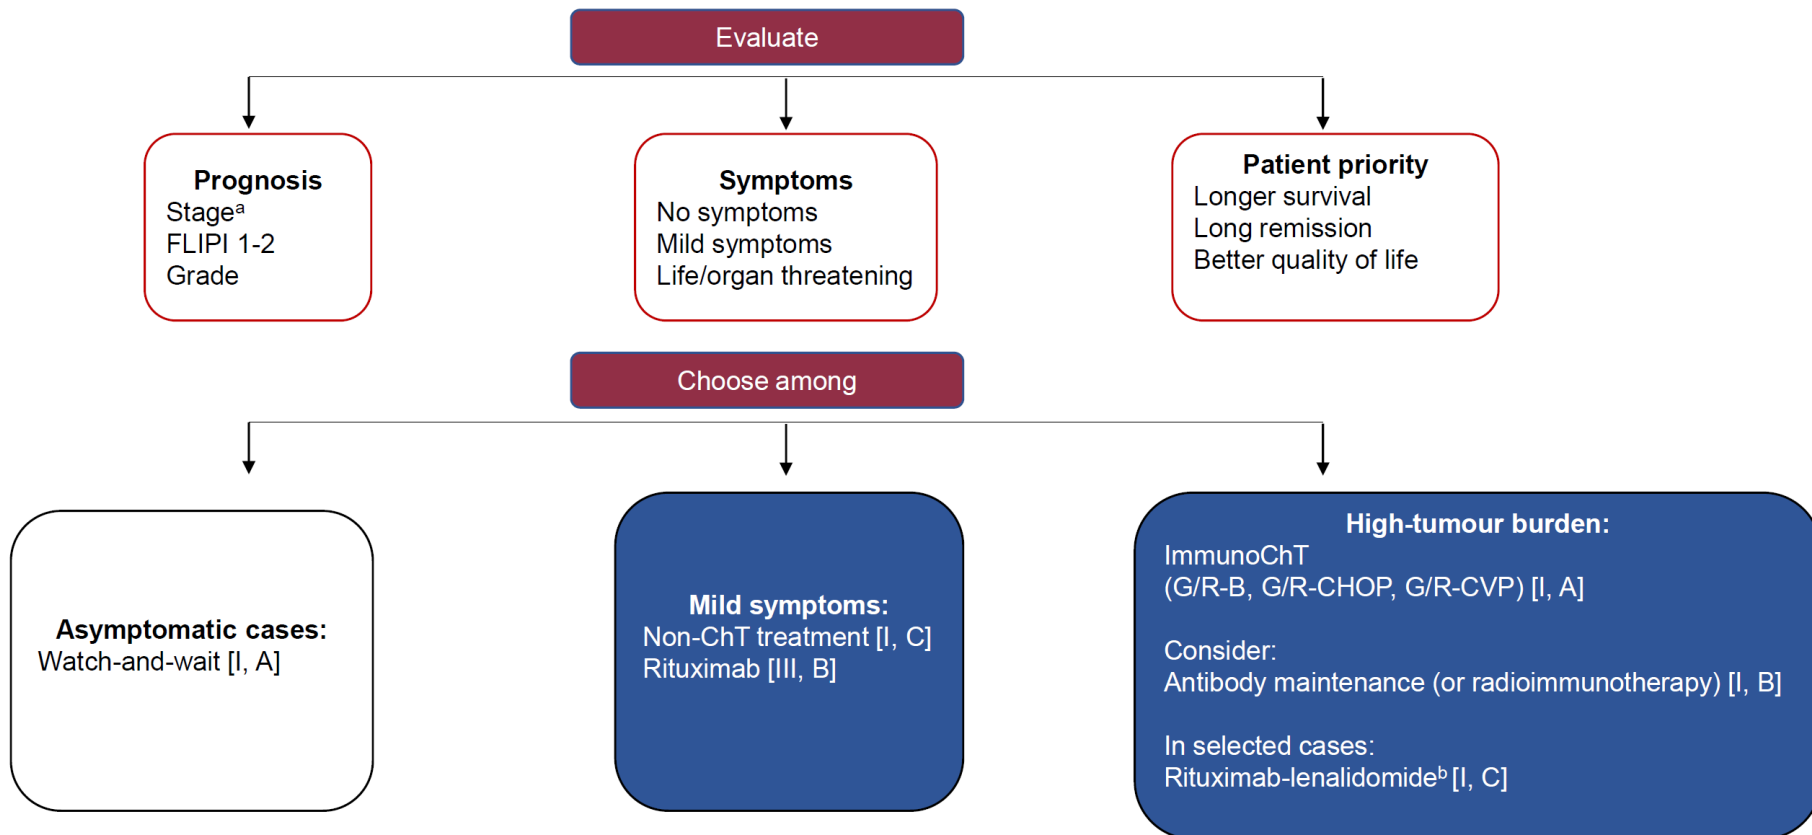 Evaluate
Prognosis
Stageᵃ
FLIPI 1-2
Grade
Symptoms
No symptoms
Mild symptoms
Life/organ threatening
Patient priority
Longer survival
Long remission
Better quality of life
Choose among
Asymptomatic cases:
Watch-and-wait [I, A]
Mild symptoms:
Non-ChT treatment [I, C]
Rituximab [III, B]
High-tumour burden:
ImmunoChT
(G/R-B, G/R-CHOP, G/R-CVP) [I, A]
Consider:
Antibody maintenance (or radioimmunotherapy) [I, B]
In selected cases:
Rituximab-lenalidomideᵇ [I, C]